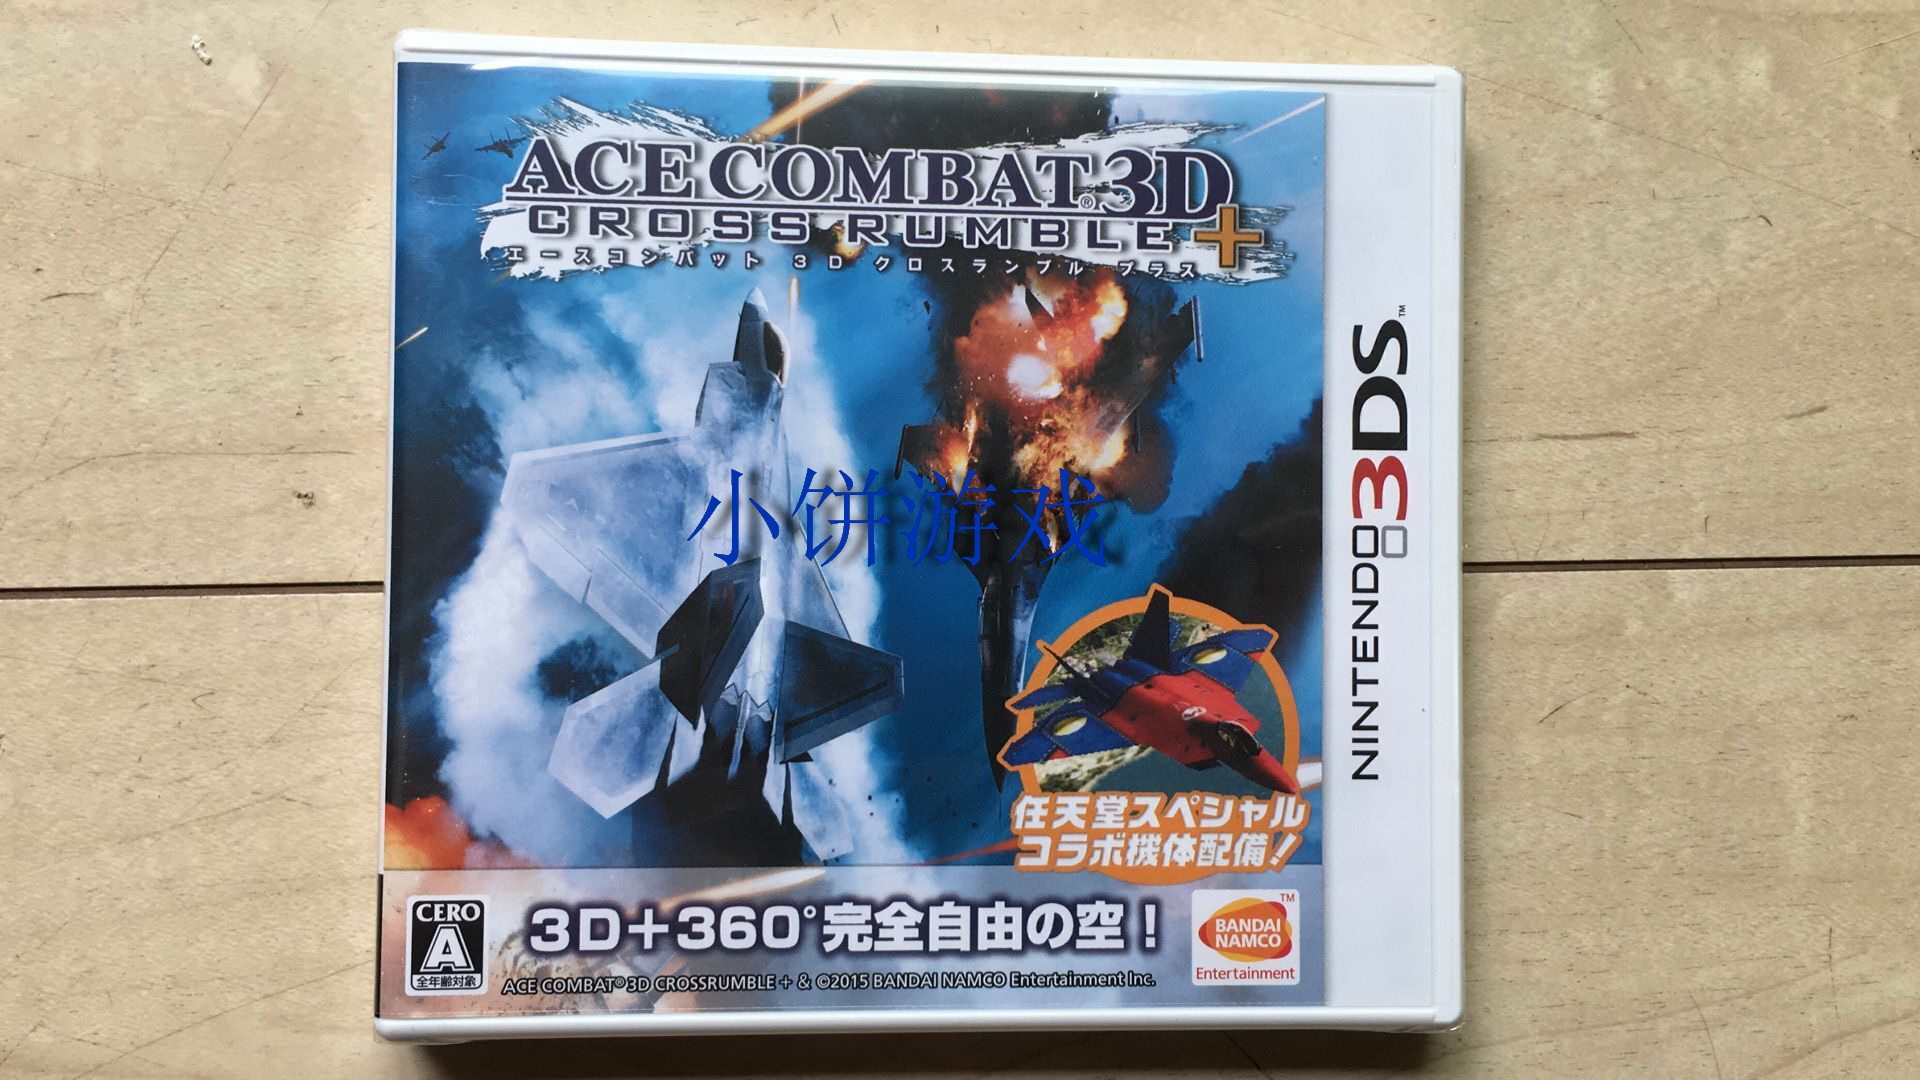 ACE COMBAT® 3D
CROSS RUMBLE +
エースコンバット 3D クロスランブル プラス
小饼游戏
NINTENDO 3DS™
任天堂スペシャル
コラボ機体配備!
3D+360°完全自由の空!
CERO
A
全年齢対象
ACE COMBAT® 3D CROSSRUMBLE + & ©2015 BANDAI NAMCO Entertainment Inc.
TM
BANDAI
NAMCO
Entertainment